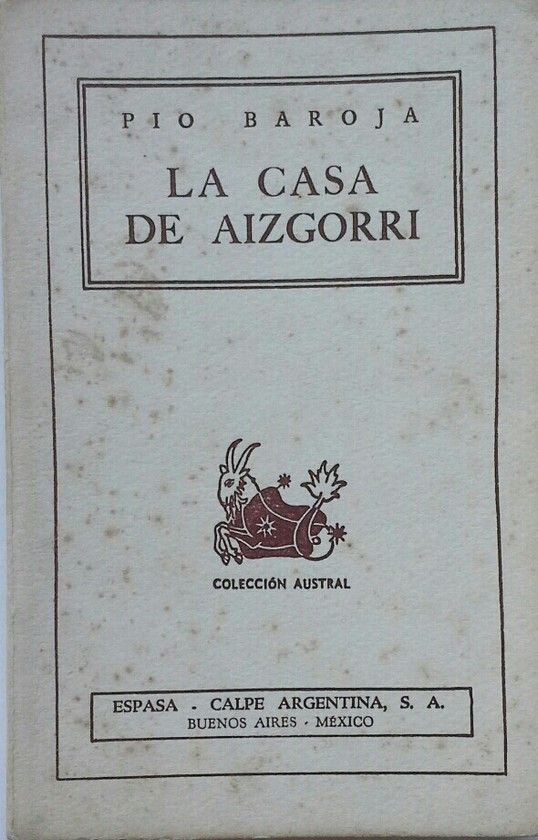 PIO BAROJA
LA CASA
DE AIZGORRI
COLECCIÓN AUSTRAL
ESPASA - CALPE ARGENTINA, S. A.
BUENOS AIRES - MÉXICO